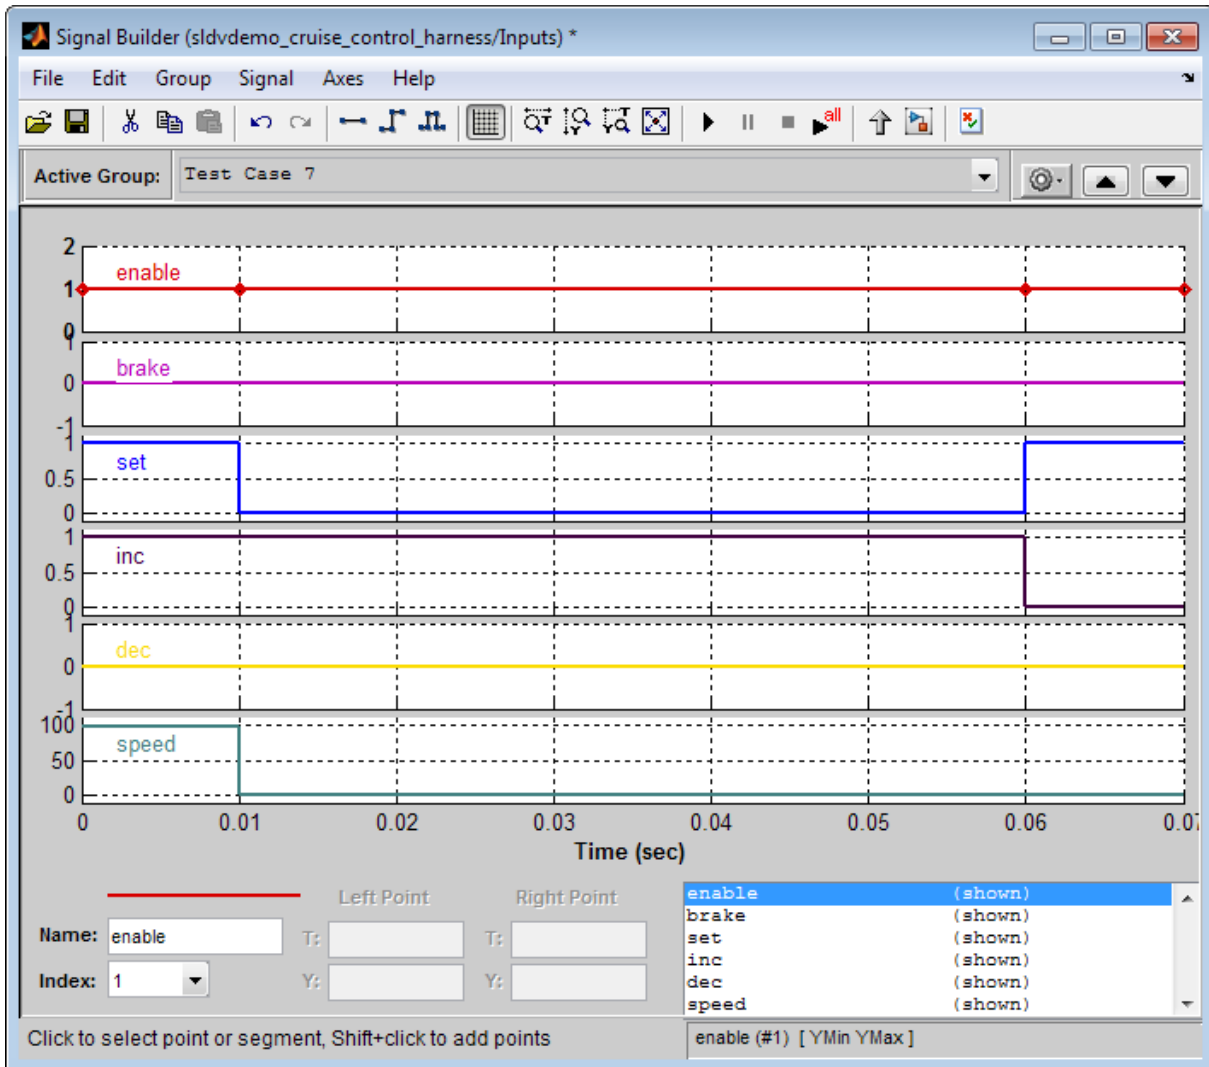 Signal Builder (sldvdemo_cruise_control_harness/Inputs) *
File Edit Group Signal Axes Help
all
Active Group: Test Case 7
2
enable
1
0
1
brake
0
-1
1
set
0.5
0
1
inc
0.5
0
1
dec
0
-1
100
speed
50
0
0 0.01 0.02 0.03 0.04 0.05 0.06 0.07
Time (sec)
Left Point Right Point
Name: enable T: T:
Index: 1 Y: Y:
enable (shown)
brake (shown)
set (shown)
inc (shown)
dec (shown)
speed (shown)
Click to select point or segment, Shift+click to add points
enable (#1) [ YMin YMax ]